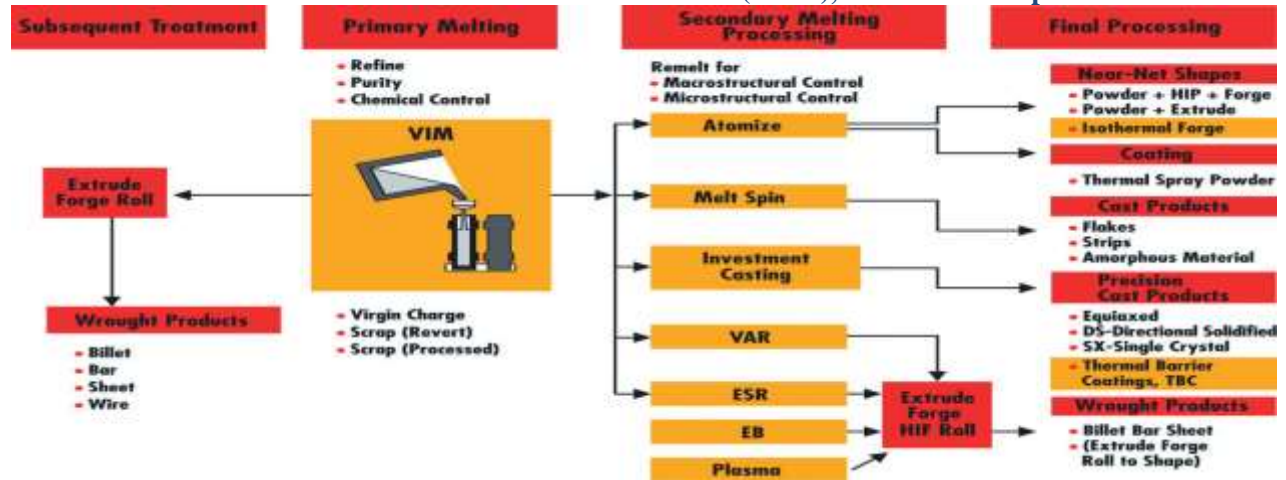 Subsequent Treatment
Primary Melting
Secondary Melting
Processing
Final Processing
- Refine
- Purity
- Chemical Control
VIM
Extrude
Forge Roll
Wrought Products
- Billet
- Bar
- Sheet
- Wire
- Virgin Charge
- Scrap (Revert)
- Scrap (Processed)
Remelt for
- Macrostructural Control
- Microstructural Control
Atomize
Melt Spin
Investment
Casting
VAR
ESR
EB
Plasma
Extrude
Forge
HIF Roll
Near-Net Shapes
- Powder + HIP + Forge
- Powder + Extrude
- Isothermal Forge
Coating
- Thermal Spray Powder
Cast Products
- Flakes
- Strips
- Amorphous Material
Precision
Cast Products
- Equiaxed
- DS-Directional Solidified
- SX-Single Crystal
- Thermal Barrier
Coatings, TBC
Wrought Products
- Billet Bar Sheet
- (Extrude Forge
Roll to Shape)